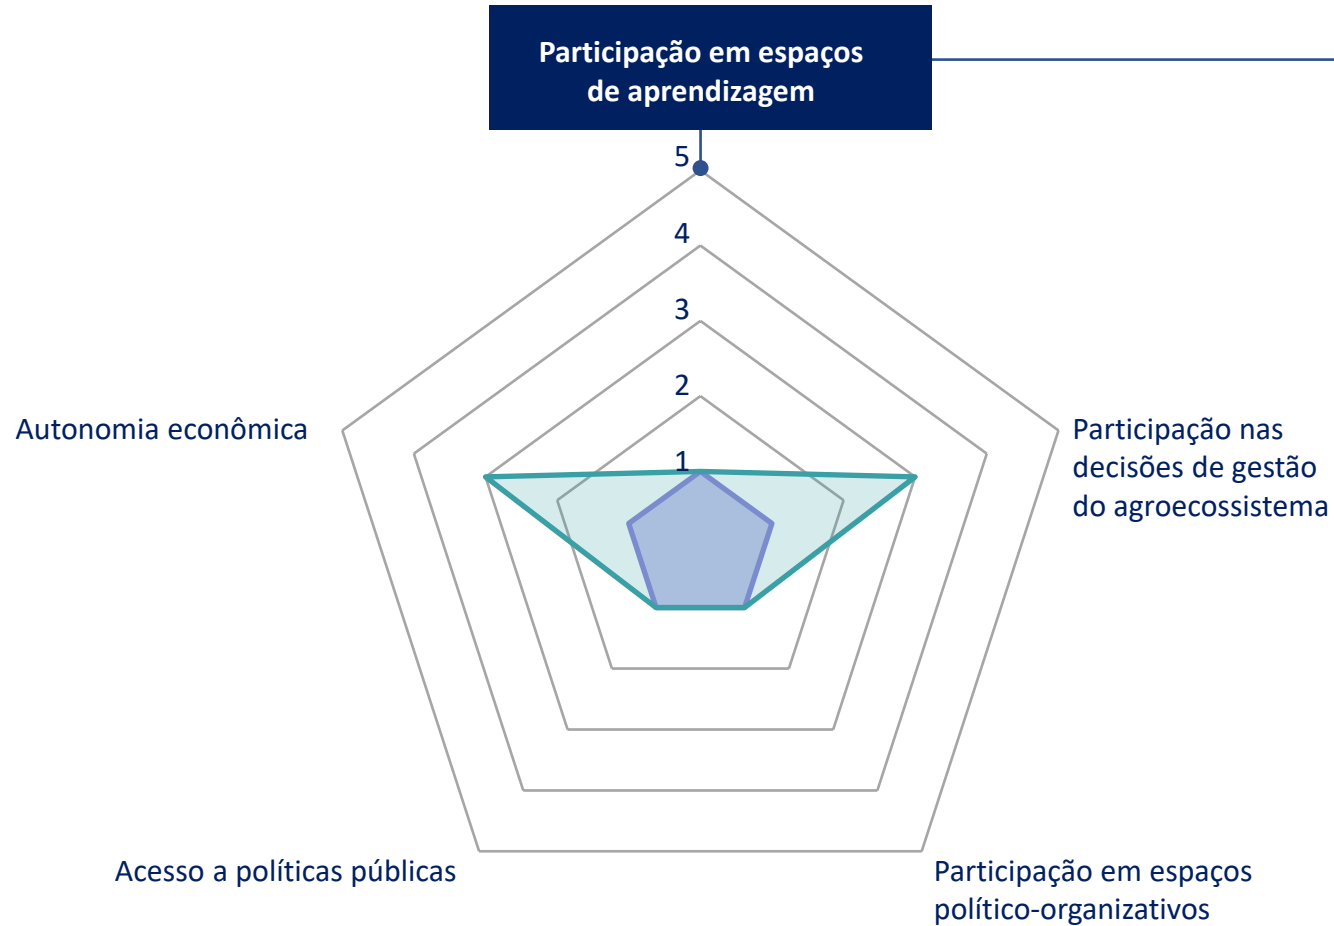 Participação em espaços
de aprendizagem
5
4
3
2
1
Autonomia econômica
Participação nas
decisões de gestão
do agroecossistema
Acesso a políticas públicas
Participação em espaços
político-organizativos